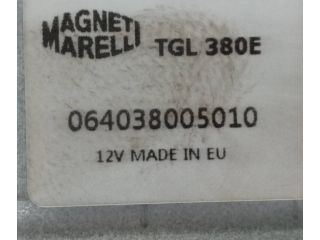 MAGNETI
MARELLI
TGL 380E
064038005010
12V MADE IN EU